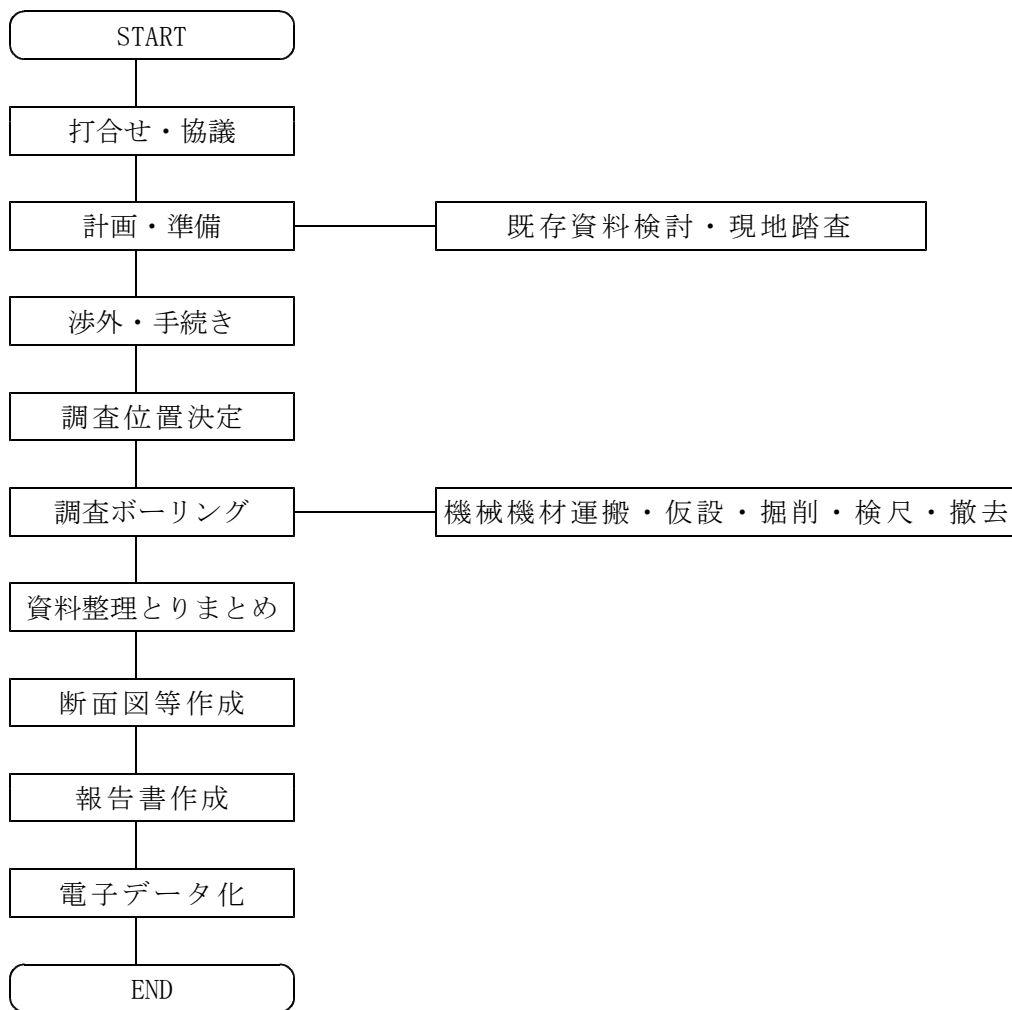 START
打合せ・協議
計画・準備
既存資料検討・現地踏査
渉外・手続き
調査位置決定
調査ボーリング
機械機材運搬・仮設・掘削・検尺・撤去
資料整理とりまとめ
断面図等作成
報告書作成
電子データ化
END